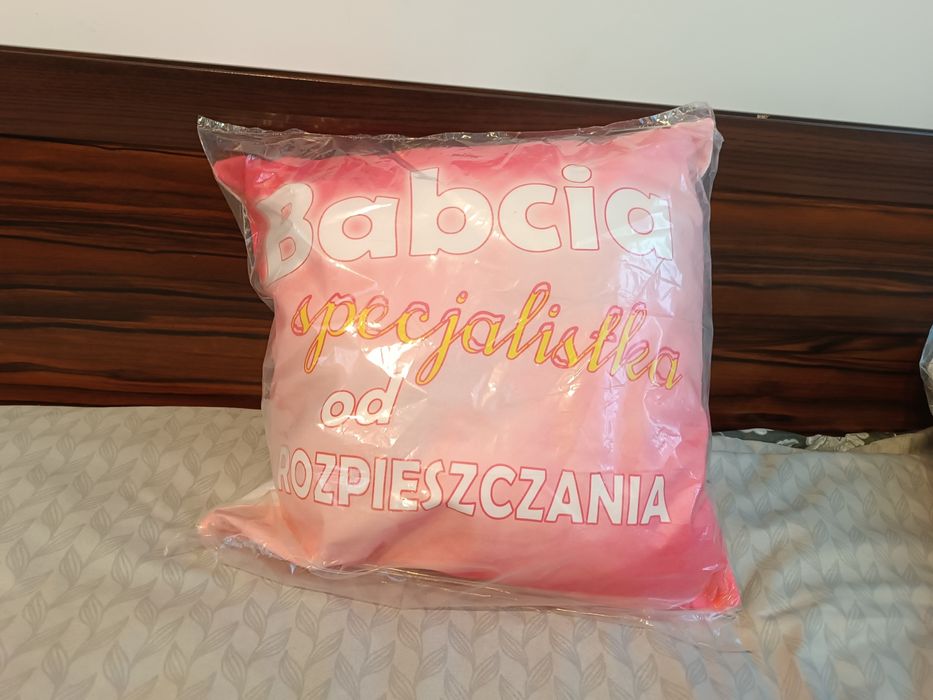 Babcia
specjalistka
od
ROZPIESZCZANIA